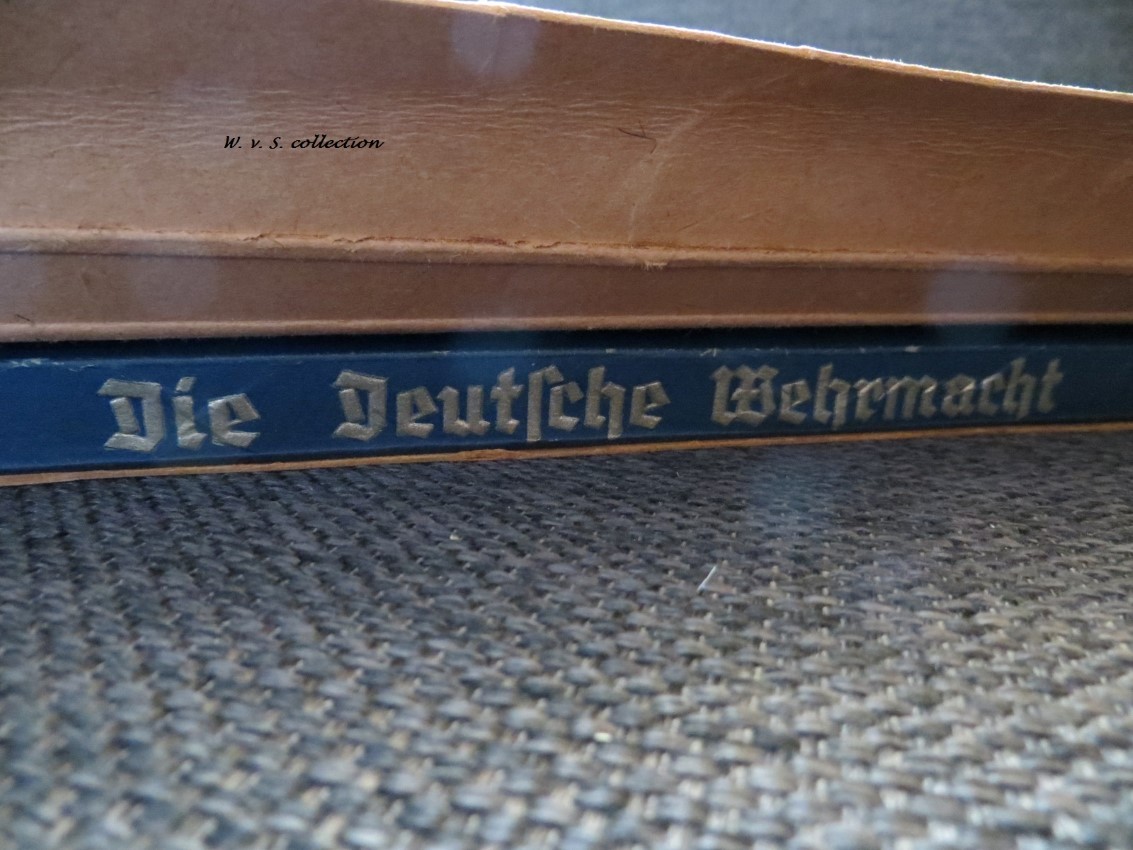 W. v. S. collection
Die Deutſche Wehrmacht